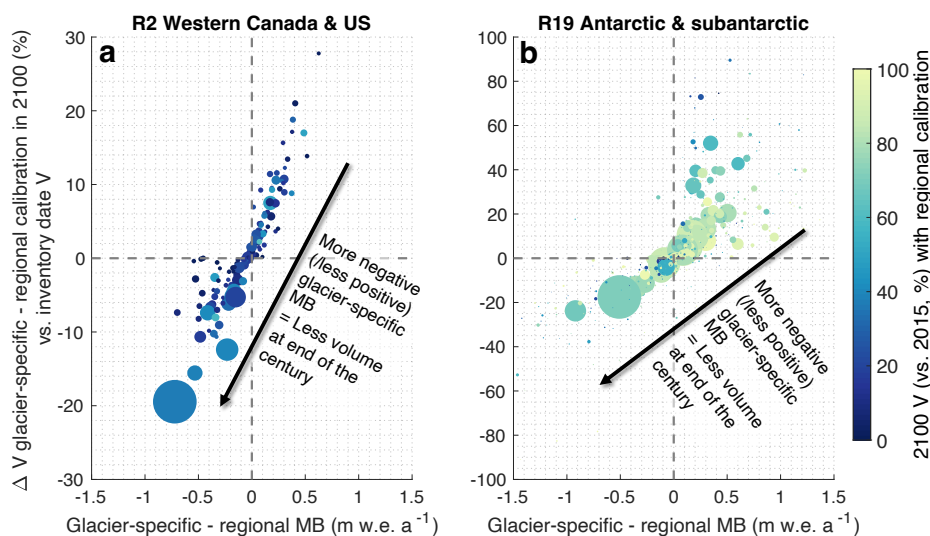 R2 Western Canada & US
a
Δ V glacier-specific - regional calibration in 2100 (%)
vs. inventory date V
30
20
10
0
-10
-20
-30
-1.5
-1
-0.5
0
0.5
1
1.5
Glacier-specific - regional MB (m w.e. a⁻¹)
More negative
(/less positive)
glacier-specific
MB
= Less volume
at end of the
century
R19 Antarctic & subantarctic
b
100
80
60
40
20
0
-20
-40
-60
-80
-100
-1.5
-1
-0.5
0
0.5
1
1.5
Glacier-specific - regional MB (m w.e. a⁻¹)
More negative
(/less positive)
glacier-specific
MB
= Less volume
at end of the
century
100
80
60
40
20
0
2100 V (vs. 2015, %) with regional calibration